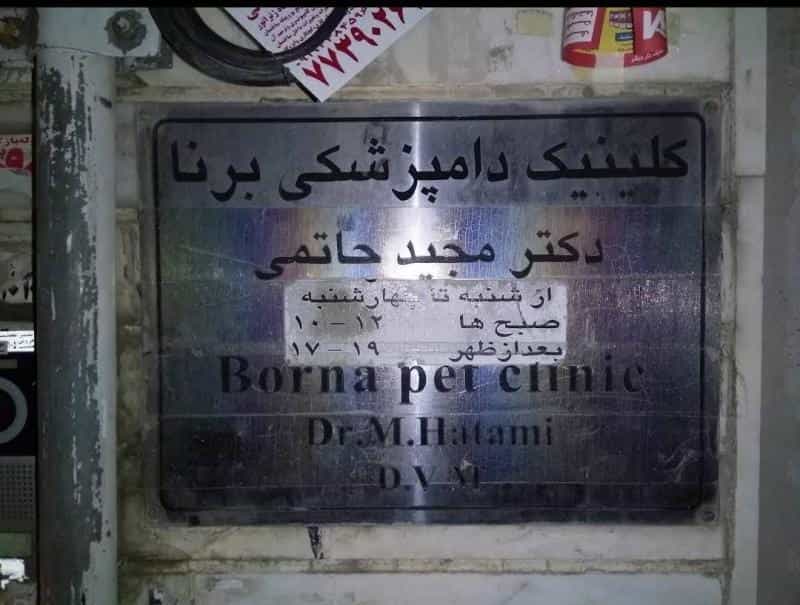 ۷۷۳۹۰۲۶
کلینیک دامپزشکی برنا
دکتر مجید حاتمی
از شنبه تا چهارشنبه
صبح ها ۱۲ - ۱۰
بعدازظهر ۱۹ - ۱۷
Borna pet clinic
Dr.M.Hatami
D.V.M